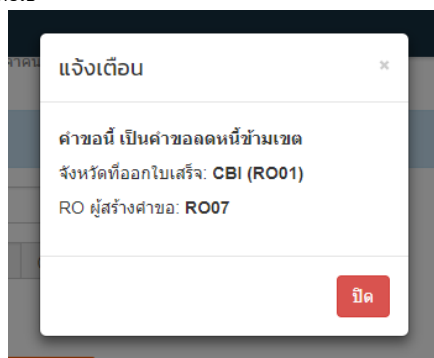 แจ้งเตือน ×
คำขอนี้ เป็นคำขอลดหนี้ข้ามเขต
จังหวัดที่ออกใบเสร็จ: CBI (RO01)
RO ผู้สร้างคำขอ: RO07
ปิด